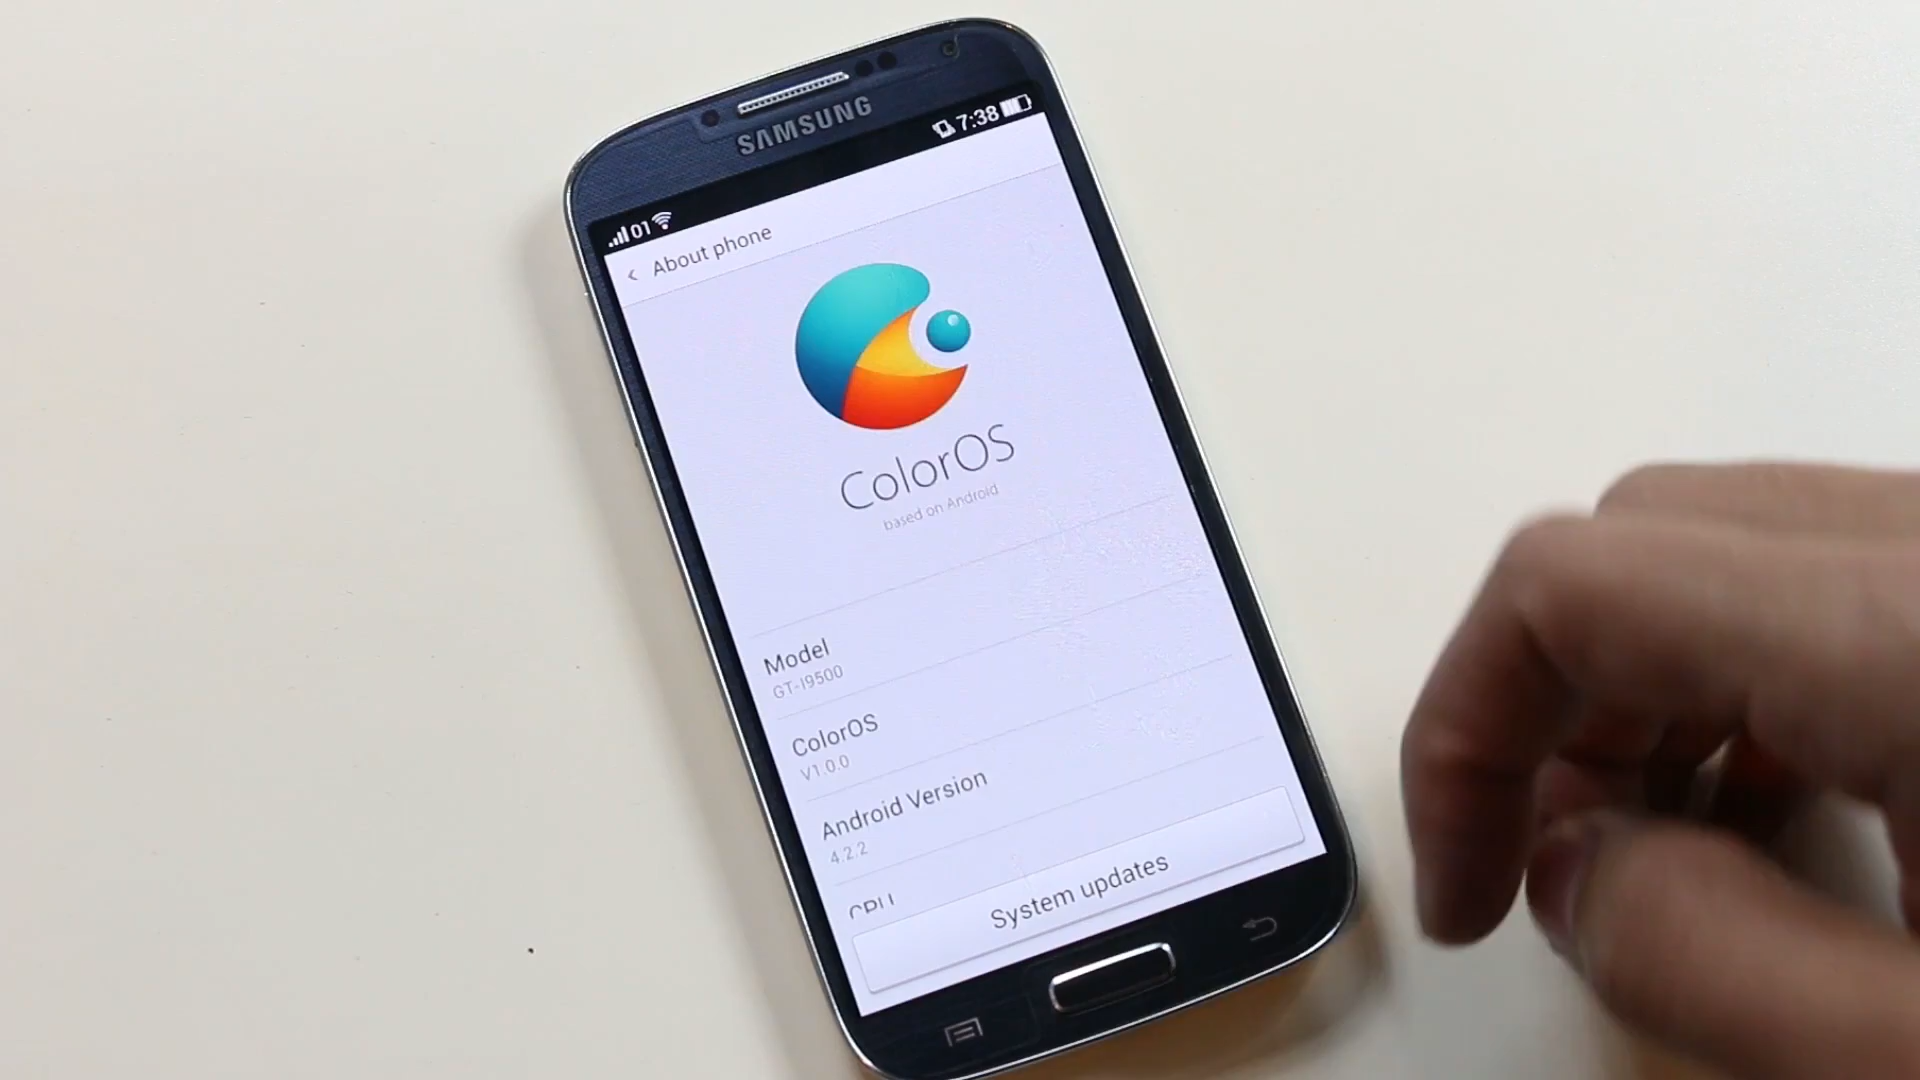 SAMSUNG
01 7:38
About phone
ColorOS
based on Android
Model
GT-I9500
ColorOS
V1.0.0
Android Version
4.2.2
CPU
System updates